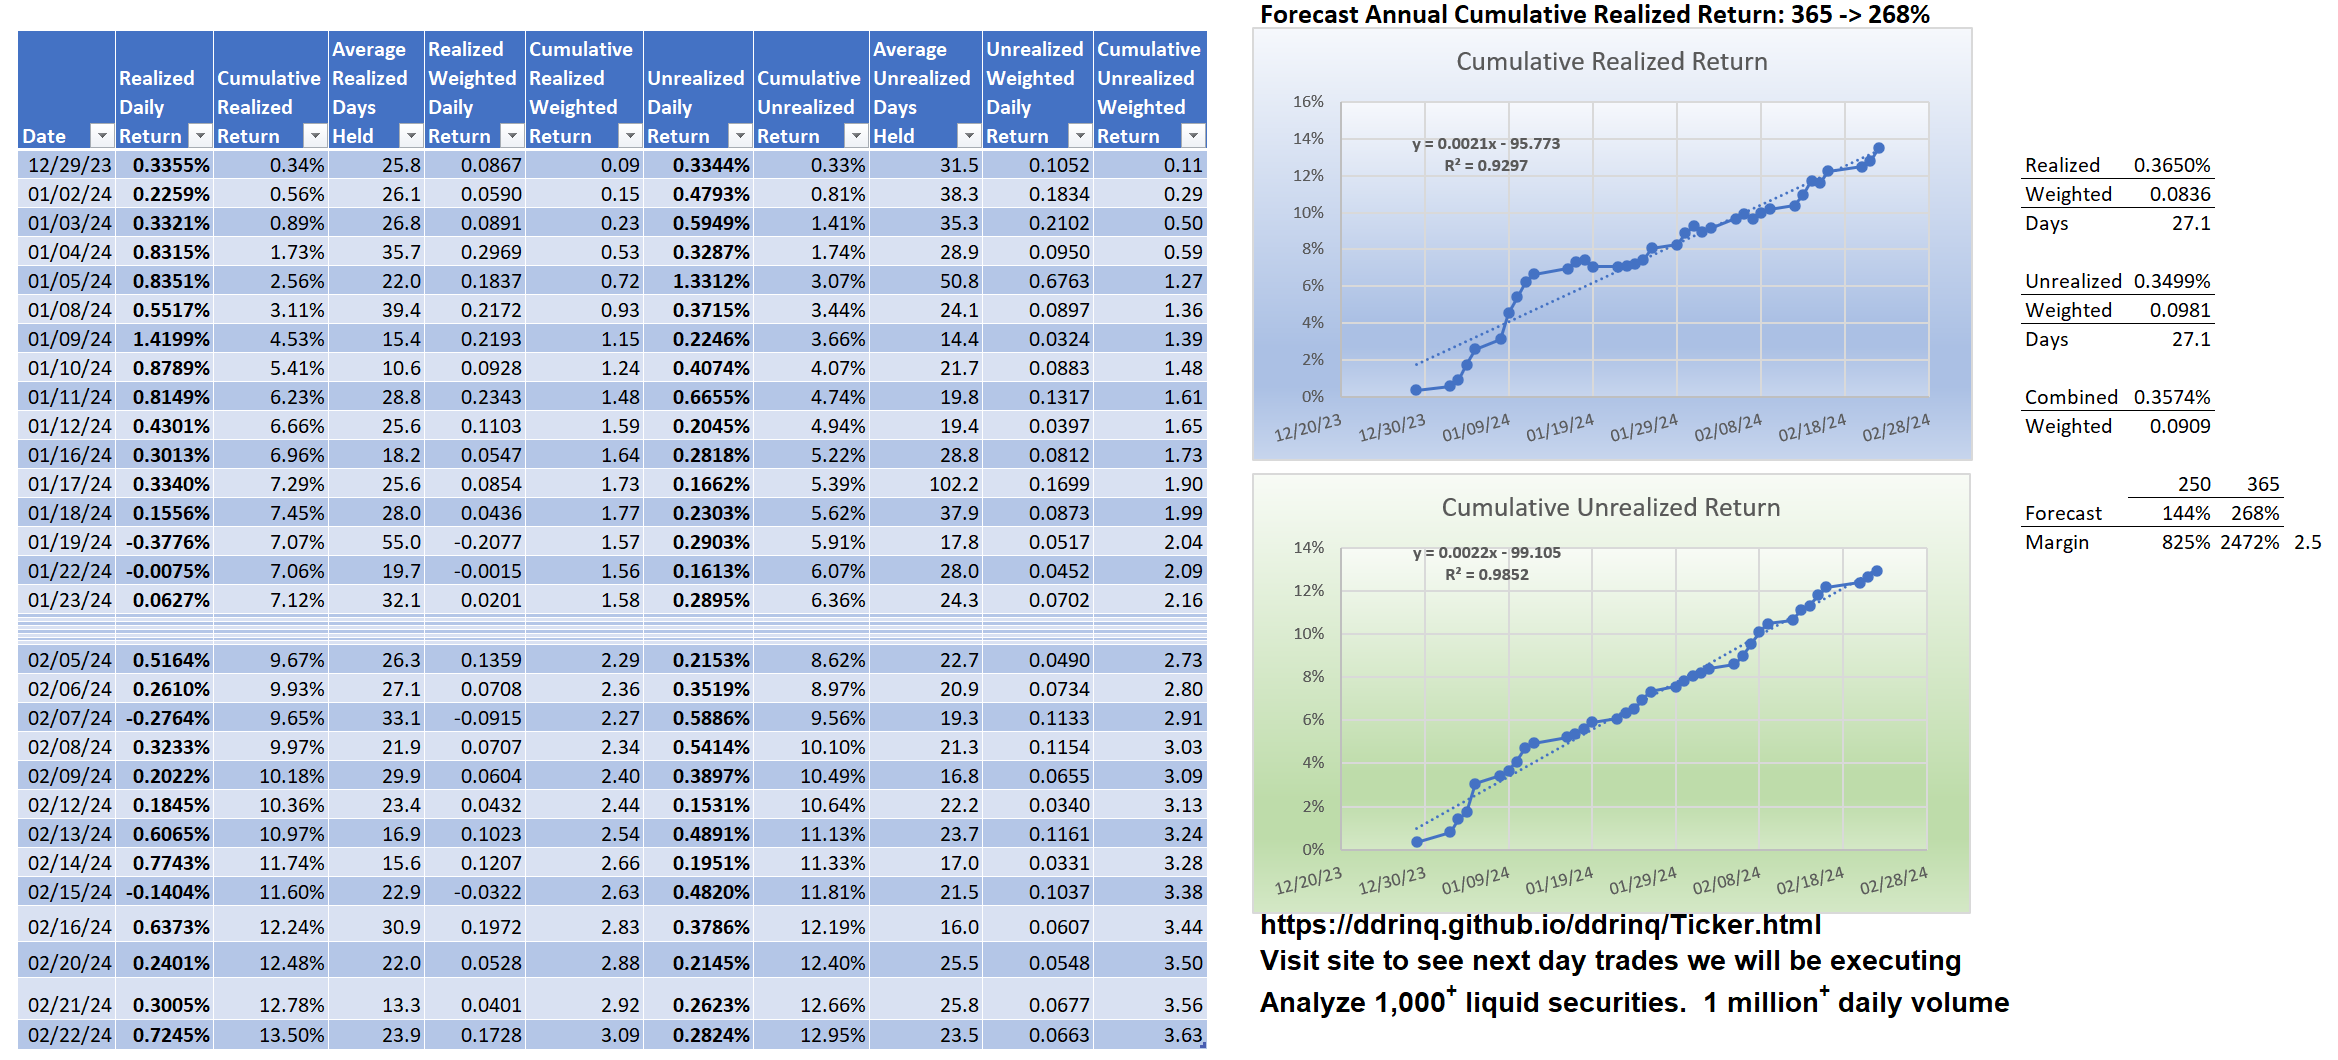 Forecast Annual Cumulative Realized Return: 365 -> 268%
Date	Realized Daily Return	Cumulative Realized Return	Average Realized Days Held	Realized Weighted Daily Return	Cumulative Realized Weighted Return	Unrealized Daily Return	Cumulative Unrealized Return	Average Unrealized Days Held	Unrealized Weighted Daily Return	Cumulative Unrealized Weighted Return
12/29/23 0.3355% 0.34% 25.8 0.0867 0.09 0.3344% 0.33% 31.5 0.1052 0.11
01/02/24 0.2259% 0.56% 26.1 0.0590 0.15 0.4793% 0.81% 38.3 0.1834 0.29
01/03/24 0.3321% 0.89% 26.8 0.0891 0.23 0.5949% 1.41% 35.3 0.2102 0.50
01/04/24 0.8315% 1.73% 35.7 0.2969 0.53 0.3287% 1.74% 28.9 0.0950 0.59
01/05/24 0.8351% 2.56% 22.0 0.1837 0.72 1.3312% 3.07% 50.8 0.6763 1.27
01/08/24 0.5517% 3.11% 39.4 0.2172 0.93 0.3715% 3.44% 24.1 0.0897 1.36
01/09/24 1.4199% 4.53% 15.4 0.2193 1.15 0.2246% 3.66% 14.4 0.0324 1.39
01/10/24 0.8789% 5.41% 10.6 0.0928 1.24 0.4074% 4.07% 21.7 0.0883 1.48
01/11/24 0.8149% 6.23% 28.8 0.2343 1.48 0.6655% 4.74% 19.8 0.1317 1.61
01/12/24 0.4301% 6.66% 25.6 0.1103 1.59 0.2045% 4.94% 19.4 0.0397 1.65
01/16/24 0.3013% 6.96% 18.2 0.0547 1.64 0.2818% 5.22% 28.8 0.0812 1.73
01/17/24 0.3340% 7.29% 25.6 0.0854 1.73 0.1662% 5.39% 102.2 0.1699 1.90
01/18/24 0.1556% 7.45% 28.0 0.0436 1.77 0.2303% 5.62% 37.9 0.0873 1.99
01/19/24 -0.3776% 7.07% 55.0 -0.2077 1.57 0.2903% 5.91% 17.8 0.0517 2.04
01/22/24 -0.0075% 7.06% 19.7 -0.0015 1.56 0.1613% 6.07% 28.0 0.0452 2.09
01/23/24 0.0627% 7.12% 32.1 0.0201 1.58 0.2895% 6.36% 24.3 0.0702 2.16
02/05/24 0.5164% 9.67% 26.3 0.1359 2.29 0.2153% 8.62% 22.7 0.0490 2.73
02/06/24 0.2610% 9.93% 27.1 0.0708 2.36 0.3519% 8.97% 20.9 0.0734 2.80
02/07/24 -0.2764% 9.65% 33.1 -0.0915 2.27 0.5886% 9.56% 19.3 0.1133 2.91
02/08/24 0.3233% 9.97% 21.9 0.0707 2.34 0.5414% 10.10% 21.3 0.1154 3.03
02/09/24 0.2022% 10.18% 29.9 0.0604 2.40 0.3897% 10.49% 16.8 0.0655 3.09
02/12/24 0.1845% 10.36% 23.4 0.0432 2.44 0.1531% 10.64% 22.2 0.0340 3.13
02/13/24 0.6065% 10.97% 16.9 0.1023 2.54 0.4891% 11.13% 23.7 0.1161 3.24
02/14/24 0.7743% 11.74% 15.6 0.1207 2.66 0.1951% 11.33% 17.0 0.0331 3.28
02/15/24 -0.1404% 11.60% 22.9 -0.0322 2.63 0.4820% 11.81% 21.5 0.1037 3.38
02/16/24 0.6373% 12.24% 30.9 0.1972 2.83 0.3786% 12.19% 16.0 0.0607 3.44
02/20/24 0.2401% 12.48% 22.0 0.0528 2.88 0.2145% 12.40% 25.5 0.0548 3.50
02/21/24 0.3005% 12.78% 13.3 0.0401 2.92 0.2623% 12.66% 25.8 0.0677 3.56
02/22/24 0.7245% 13.50% 23.9 0.1728 3.09 0.2824% 12.95% 23.5 0.0663 3.63
Cumulative Realized Return
y = 0.0021x - 95.773
R² = 0.9297
16%
14%
12%
10%
8%
6%
4%
2%
0%
12/20/23 12/30/23 01/09/24 01/19/24 01/29/24 02/08/24 02/18/24 02/28/24
Cumulative Unrealized Return
y = 0.0022x - 99.105
R² = 0.9852
14%
12%
10%
8%
6%
4%
2%
0%
12/20/23 12/30/23 01/09/24 01/19/24 01/29/24 02/08/24 02/18/24 02/28/24
https://ddrinq.github.io/ddrinq/Ticker.html
Visit site to see next day trades we will be executing
Analyze 1,000+ liquid securities. 1 million+ daily volume
Realized 0.3650%
Weighted 0.0836
Days 27.1
Unrealized 0.3499%
Weighted 0.0981
Days 27.1
Combined 0.3574%
Weighted 0.0909
250 365
Forecast 144% 268%
Margin 825% 2472% 2.5